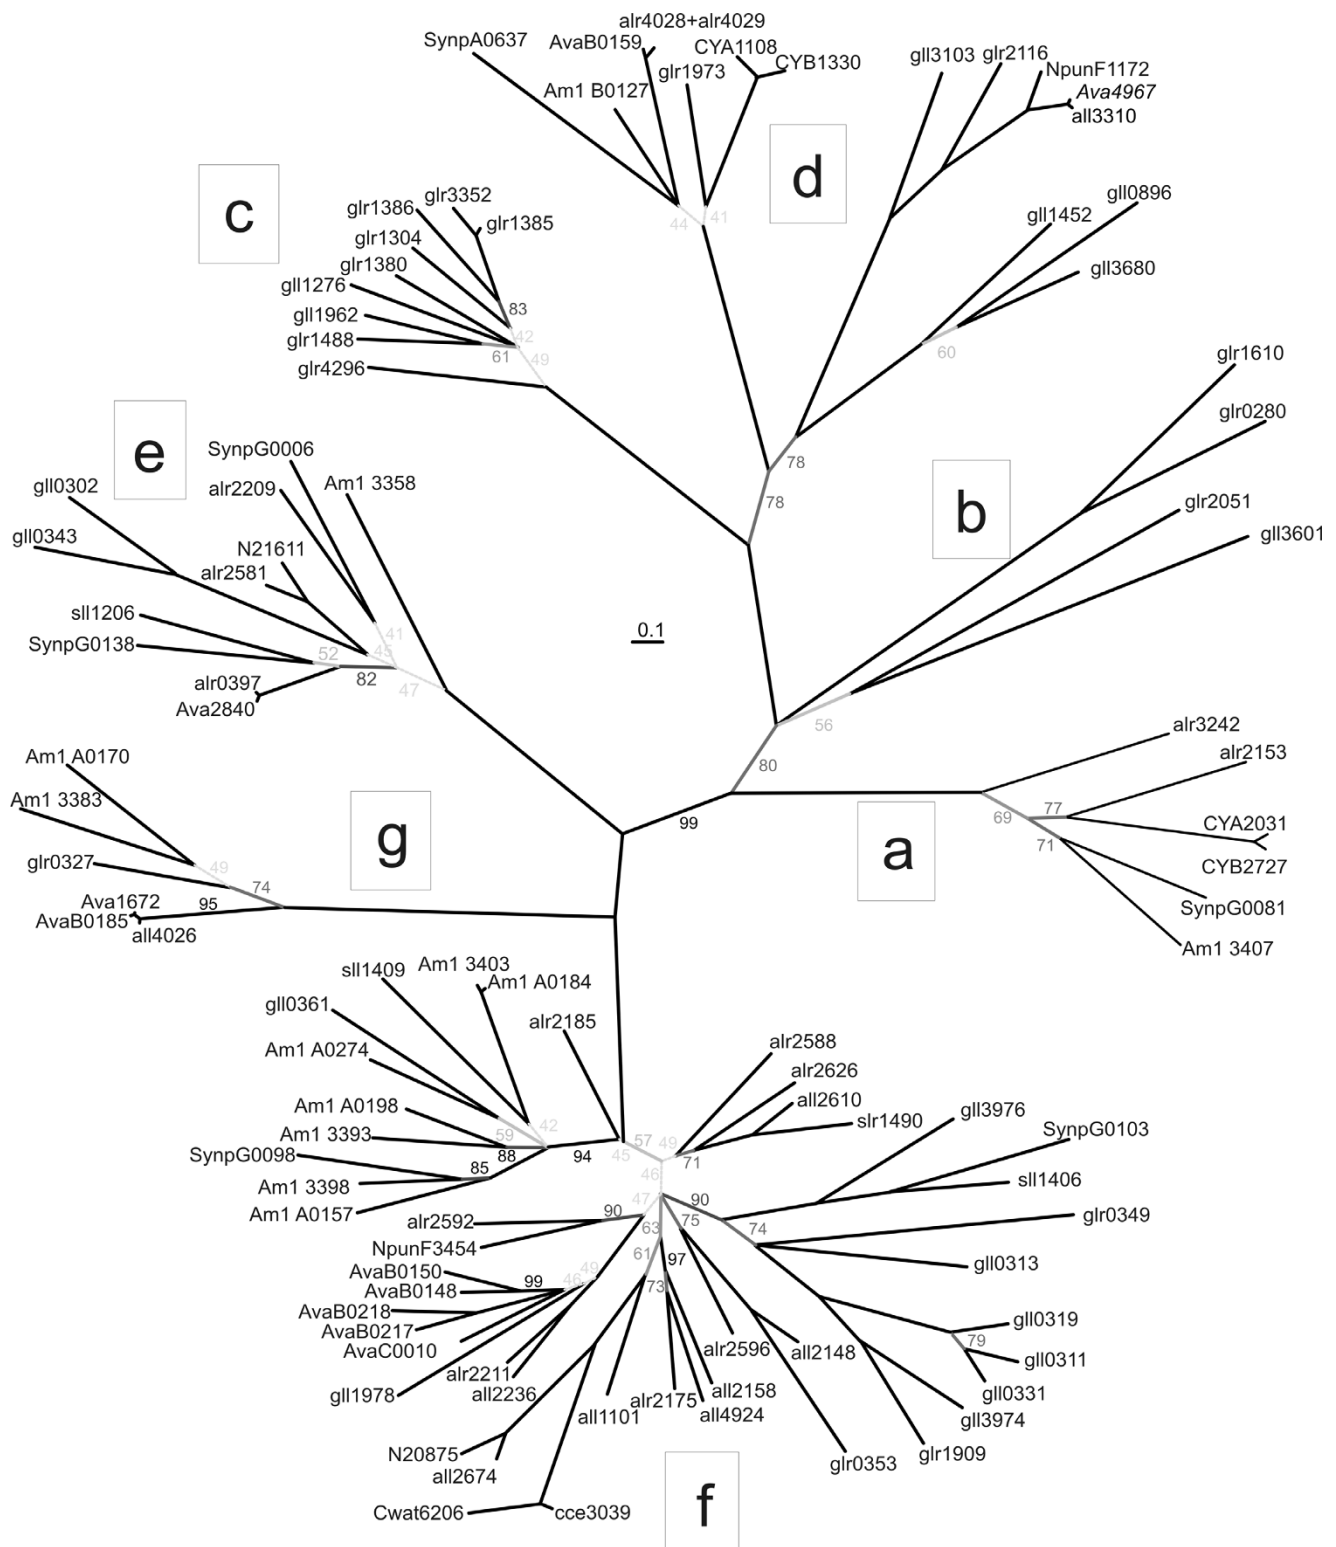 alr4028+alr4029
SynpA0637
AvaB0159
CYA1108
CYB1330
glr1973
Am1 B0127
gll3103
glr2116
NpunF1172
Ava4967
all3310
d
44
41
c
glr3352
glr1386
glr1385
glr1304
glr1380
gll1276
gll1962
glr1488
glr4296
83
42
61
49
gll0896
gll1452
gll3680
60
78
78
glr1610
glr0280
glr2051
gll3601
b
56
80
e
SynpG0006
gll0302
alr2209
Am1 3358
gll0343
N21611
alr2581
sll1206
SynpG0138
alr0397
Ava2840
41
45
52
82
47
0.1
99
alr3242
alr2153
CYA2031
CYB2727
SynpG0081
Am1 3407
77
69
71
a
g
Am1 A0170
Am1 3383
glr0327
Ava1672
AvaB0185
all4026
49
74
95
sll1409
Am1 3403
Am1 A0184
gll0361
alr2185
Am1 A0274
Am1 A0198
Am1 3393
SynpG0098
Am1 3398
Am1 A0157
42
59
88
94
85
57
45
49
71
46
alr2588
alr2626
all2610
slr1490
gll3976
SynpG0103
sll1406
glr0349
gll0313
47
90
90
63
75
74
61
97
73
alr2592
NpunF3454
AvaB0150
AvaB0148
AvaB0218
AvaB0217
AvaC0010
gll1978
99
46
49
alr2211
all2236
all1101
alr2175
all2158
all4924
alr2596
all2148
gll0319
79
gll0311
gll0331
gll3974
glr1909
glr0353
N20875
all2674
Cwat6206
cce3039
f